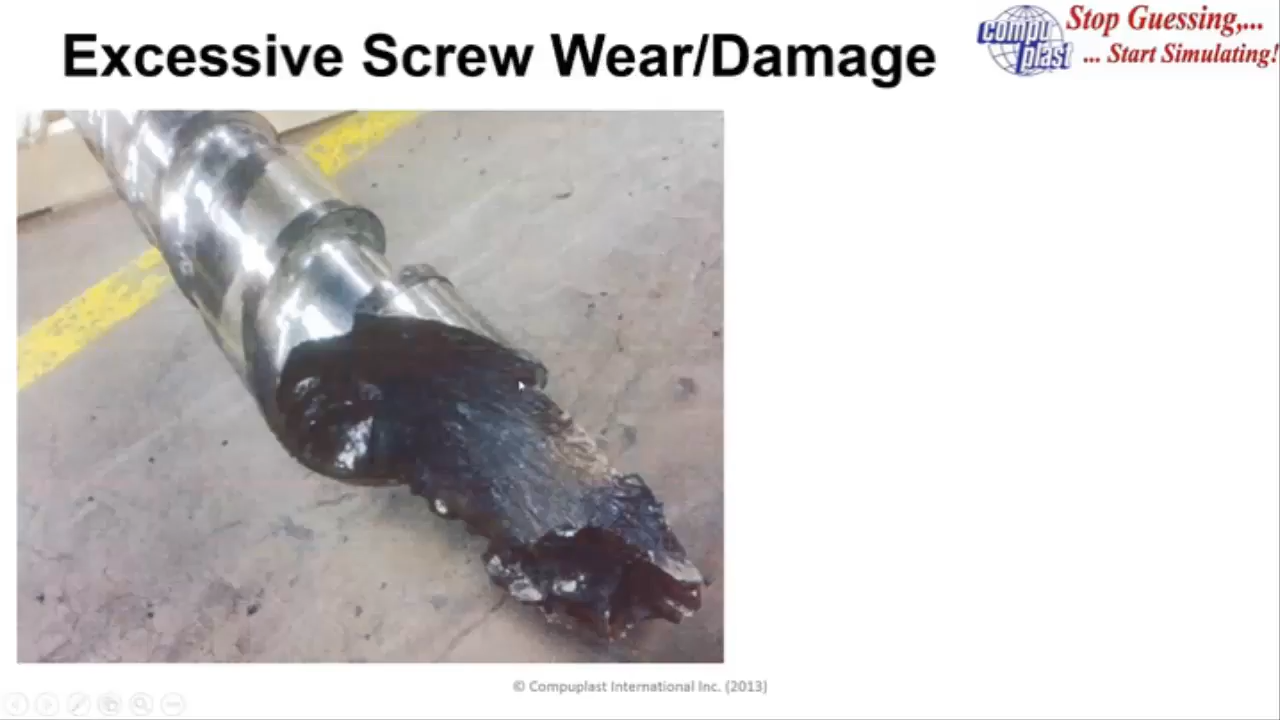 Excessive Screw Wear/Damage
compu
plast
Stop Guessing,...
... Start Simulating!
© Compuplast International Inc. (2013)